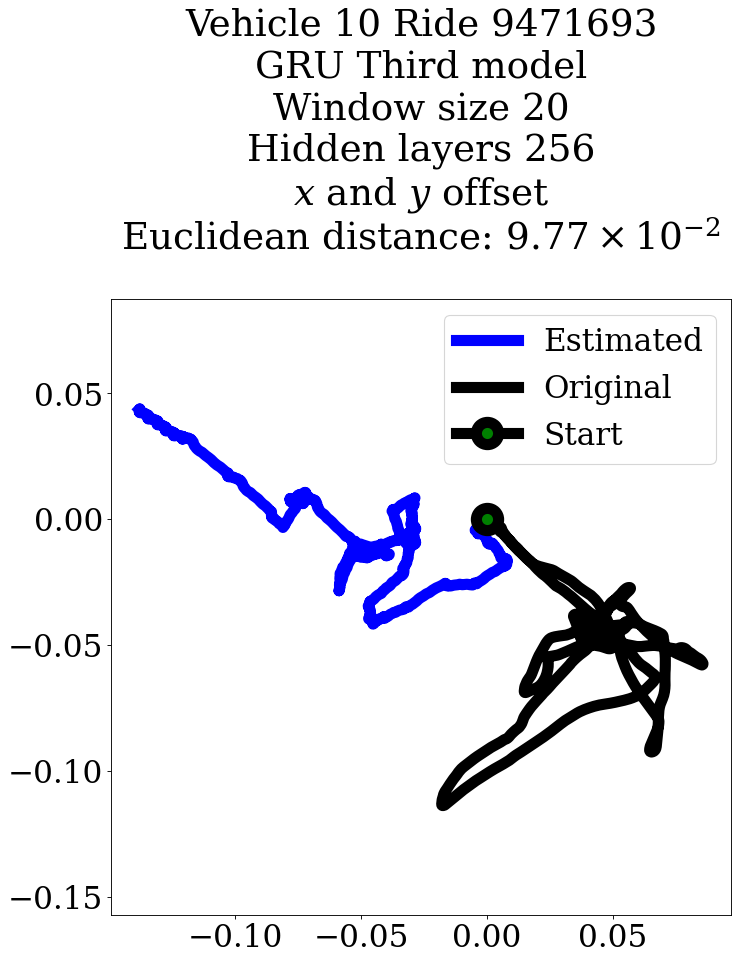 Vehicle 10 Ride 9471693
GRU Third model
Window size 20
Hidden layers 256
x and y offset
Euclidean distance: 9.77 × 10⁻²
Estimated
Original
Start
0.05
0.00
−0.05
−0.10
−0.15
−0.10 −0.05 0.00 0.05